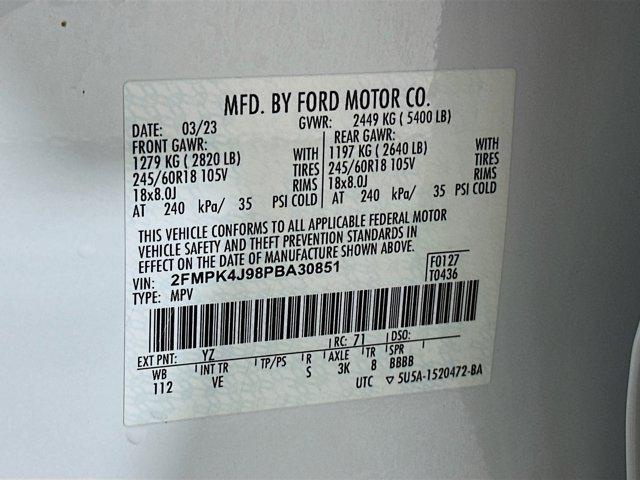 MFD. BY FORD MOTOR CO.
DATE: 03/23 GVWR: 2449 KG ( 5400 LB)
FRONT GAWR: REAR GAWR:
1279 KG ( 2820 LB) WITH 1197 KG ( 2640 LB) WITH
245/60R18 105V TIRES 245/60R18 105V TIRES
18x8.0J RIMS 18x8.0J RIMS
AT 240 kPa/ 35 PSI COLD AT 240 kPa/ 35 PSI COLD
THIS VEHICLE CONFORMS TO ALL APPLICABLE FEDERAL MOTOR
VEHICLE SAFETY AND THEFT PREVENTION STANDARDS IN
EFFECT ON THE DATE OF MANUFACTURE SHOWN ABOVE.
VIN: 2FMPK4J98PBA30851 F0127
TYPE: MPV T0436
EXT PNT: YZ RC: 71 DSO:
WB INT TR TP/PS R AXLE TR SPR
112 VE S 3K 8 BBBB
UTC ▽ 5U5A-1520472-BA